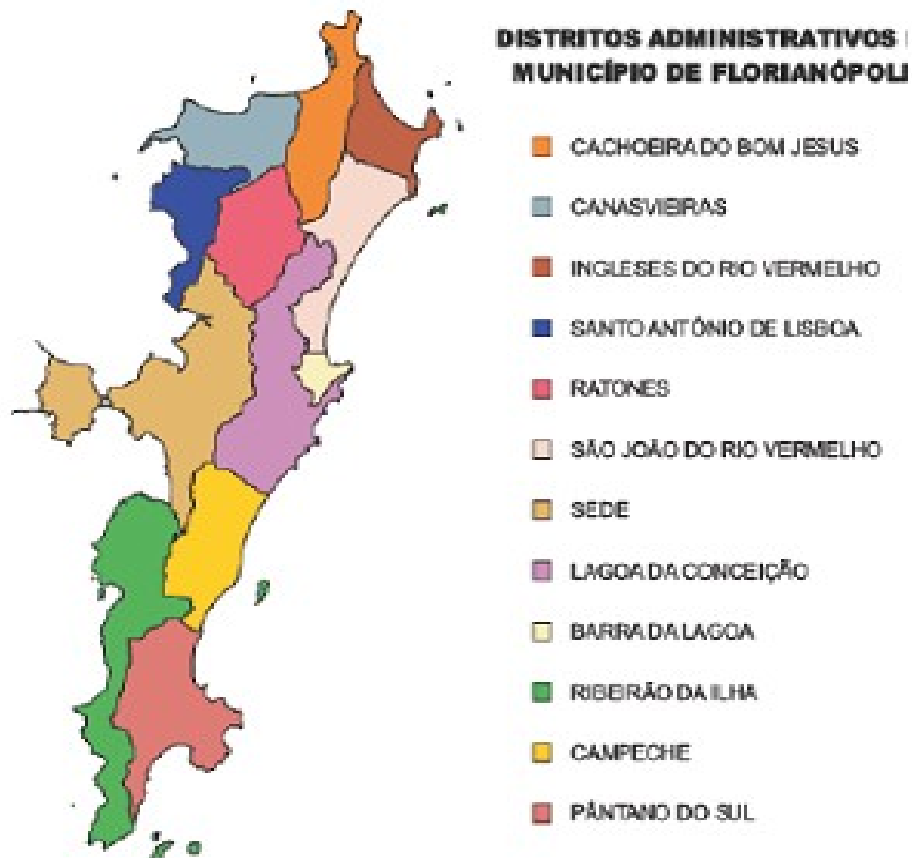 DISTRITOS ADMINISTRATIVOS
MUNICÍPIO DE FLORIANÓPOLI
CACHOEIRA DO BOM JESUS
CANASVIEIRAS
INGLESES DO RIO VERMELHO
SANTO ANTÔNIO DE LISBOA
RATONES
SÃO JOÃO DO RIO VERMELHO
SEDE
LAGOA DA CONCEIÇÃO
BARRA DA LAGOA
RIBEIRÃO DA ILHA
CAMPECHE
PÂNTANO DO SUL